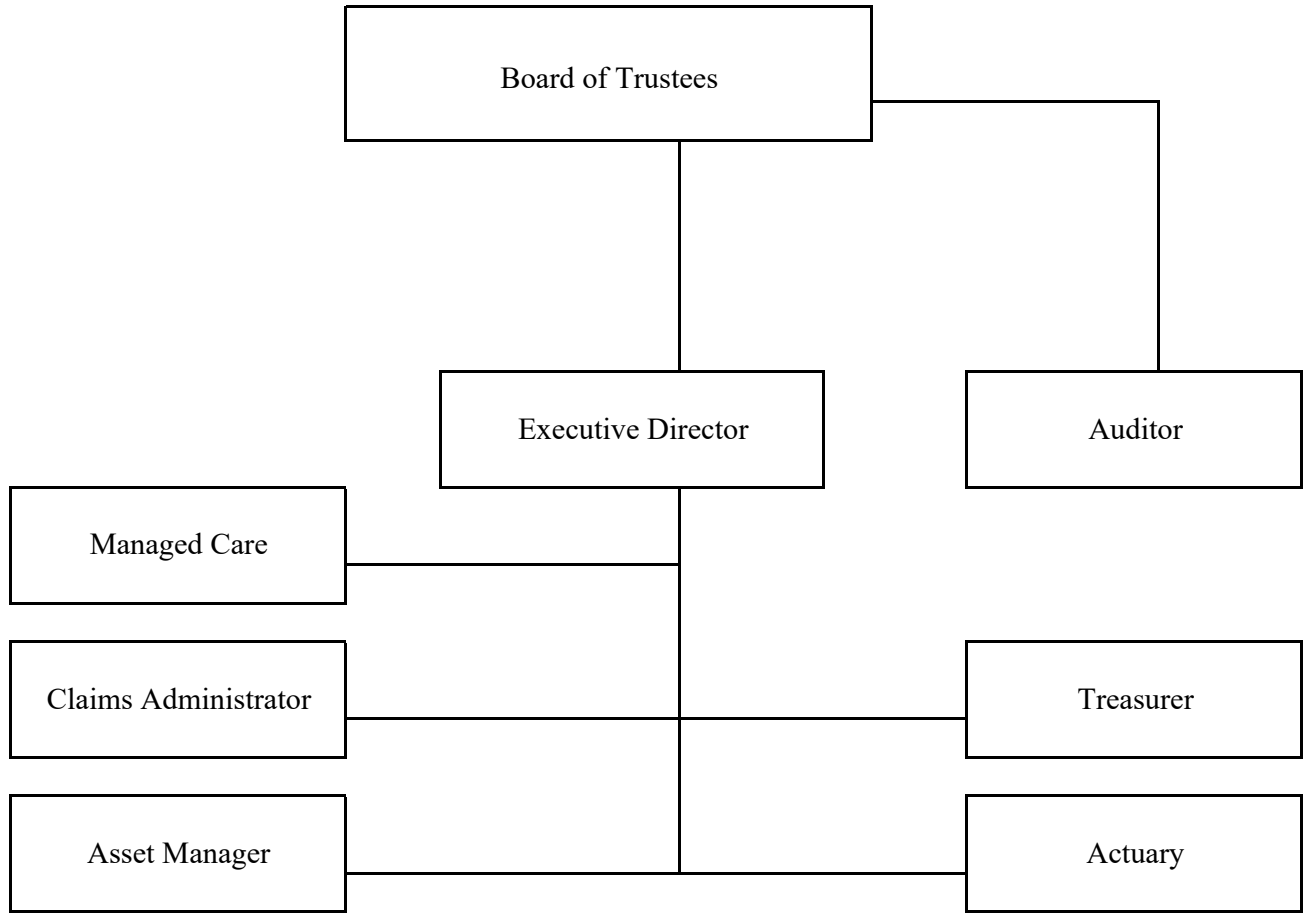 Board of Trustees
Executive Director
Auditor
Managed Care
Claims Administrator
Treasurer
Asset Manager
Actuary